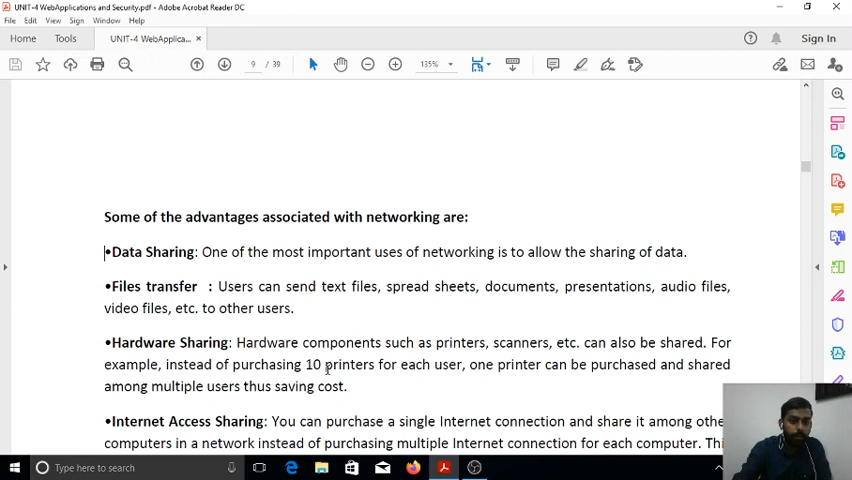 UNIT-4 WebApplications and Security.pdf - Adobe Acrobat Reader DC
File Edit View Sign Window Help
Home Tools UNIT-4 WebApplica... × Sign In
9 / 39 135%
Some of the advantages associated with networking are:
•Data Sharing: One of the most important uses of networking is to allow the sharing of data.
•Files transfer : Users can send text files, spread sheets, documents, presentations, audio files,
video files, etc. to other users.
•Hardware Sharing: Hardware components such as printers, scanners, etc. can also be shared. For
example, instead of purchasing 10 printers for each user, one printer can be purchased and shared
among multiple users thus saving cost.
•Internet Access Sharing: You can purchase a single Internet connection and share it among othe
computers in a network instead of purchasing multiple Internet connection for each computer. Thi
Type here to search